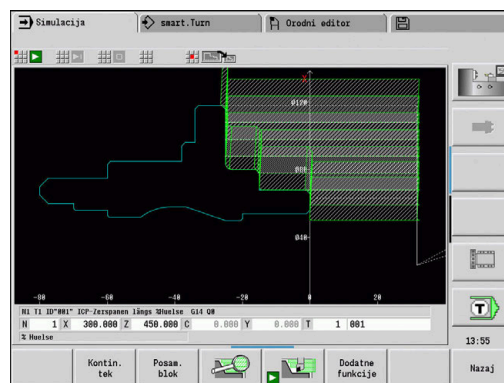 Simulacija
smart.Turn
Orodni editor
X
Ø120
Ø80
Ø40
-80 -60 -40 -20 0 20
N1 T1 ID"001" ICP-Zerspanen längs %Huelse G14 Q0
N 1 X 300.000 Z 450.000 C 0.000 Y 0.000 T 1 001
% Huelse
T
13:55
Kontin. tek
Posam. blok
Dodatne funkcije
Nazaj